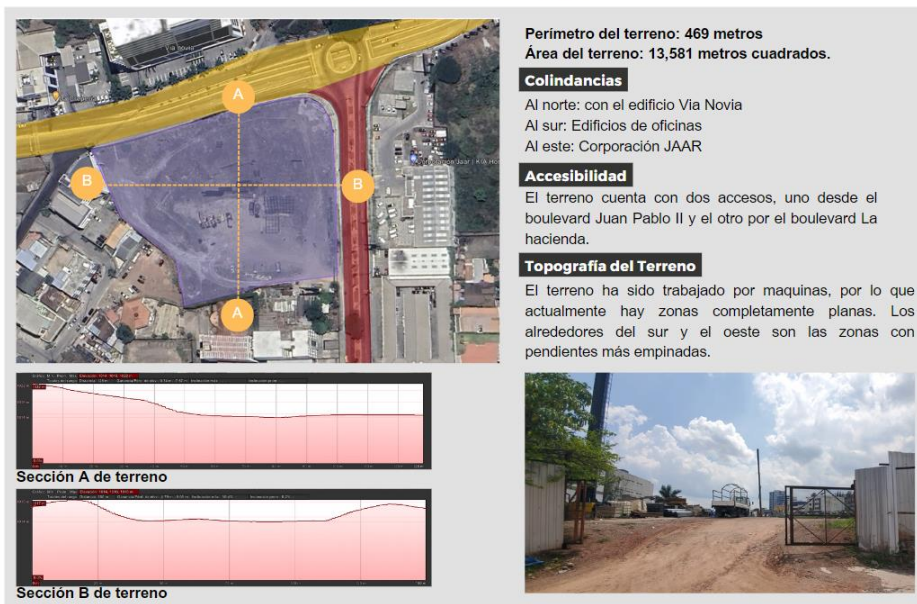 Perímetro del terreno: 469 metros
Área del terreno: 13,581 metros cuadrados.
Colindancias
Al norte: con el edificio Via Novia
Al sur: Edificios de oficinas
Al este: Corporación JAAR
Accesibilidad
El terreno cuenta con dos accesos, uno desde el
boulevard Juan Pablo II y el otro por el boulevard La
hacienda.
Topografía del Terreno
El terreno ha sido trabajado por maquinas, por lo que
actualmente hay zonas completamente planas. Los
alrededores del sur y el oeste son las zonas con
pendientes más empinadas.
Via Novia
A
B
B
A
Sección A de terreno
Sección B de terreno